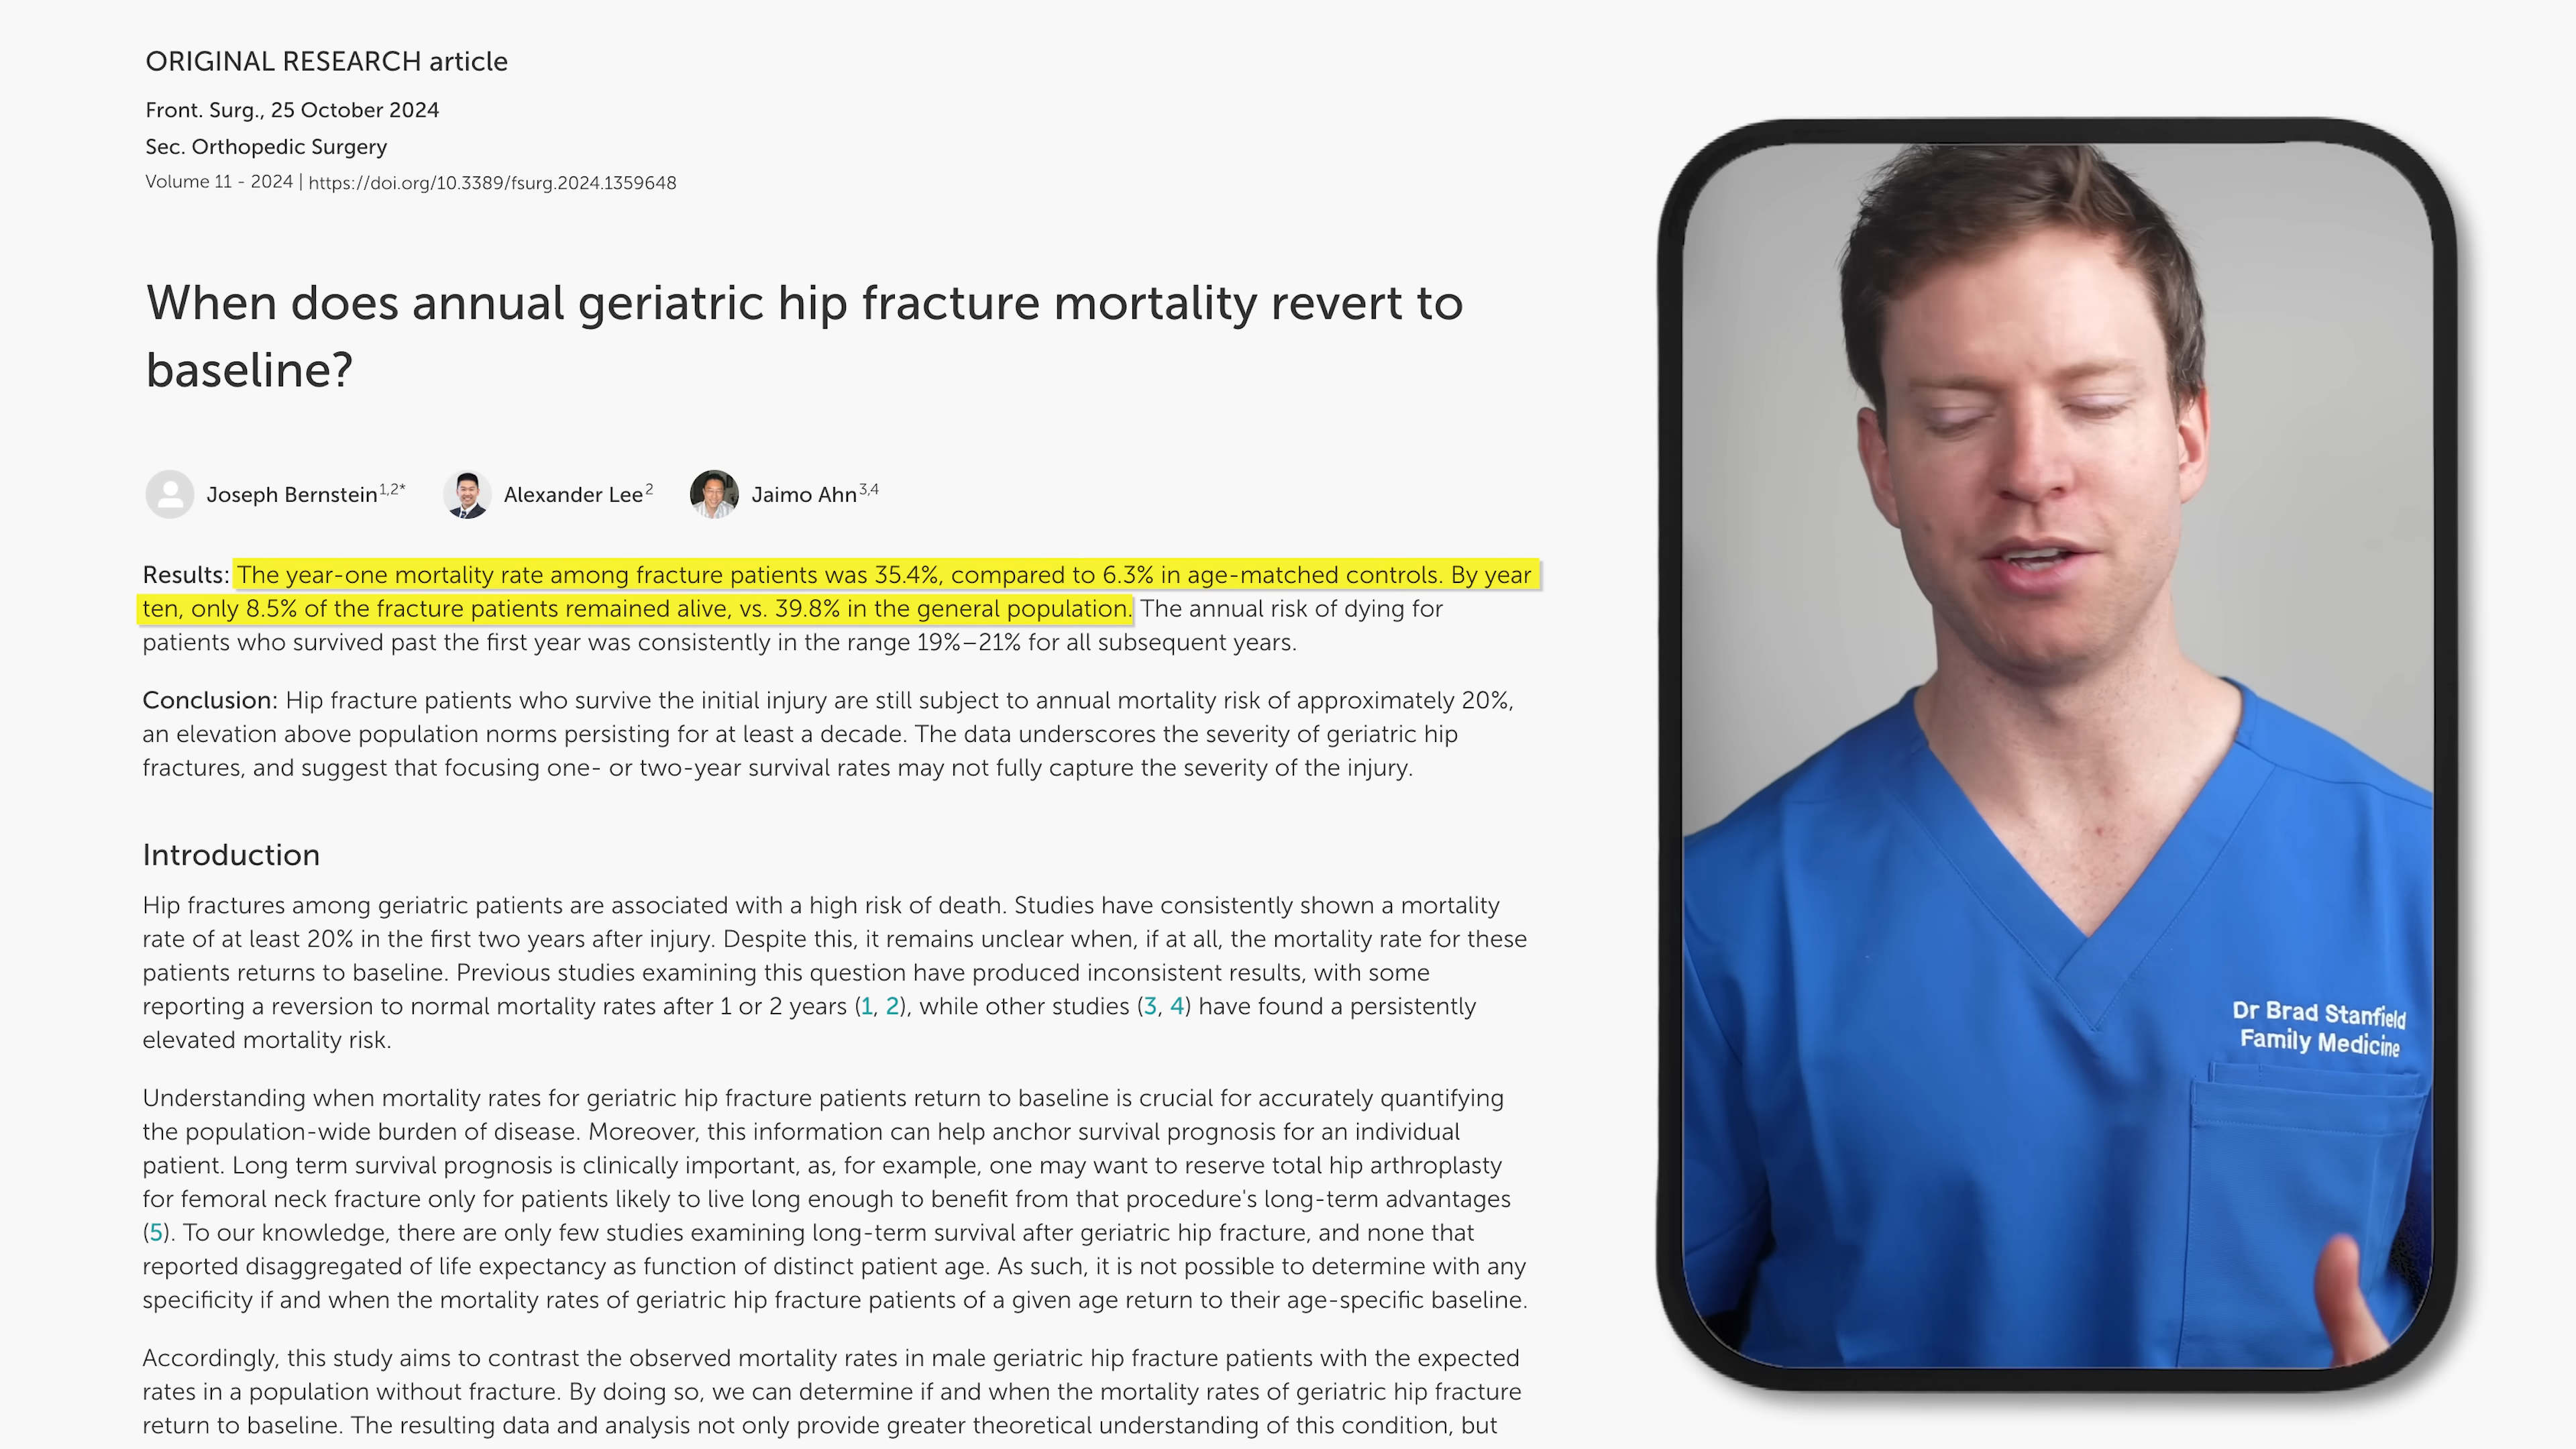 ORIGINAL RESEARCH article
Front. Surg., 25 October 2024
Sec. Orthopedic Surgery
Volume 11 - 2024 | https://doi.org/10.3389/fsurg.2024.1359648
When does annual geriatric hip fracture mortality revert to
baseline?
Joseph Bernstein1,2* Alexander Lee2 Jaimo Ahn3,4
Results: The year-one mortality rate among fracture patients was 35.4%, compared to 6.3% in age-matched controls. By year
ten, only 8.5% of the fracture patients remained alive, vs. 39.8% in the general population. The annual risk of dying for
patients who survived past the first year was consistently in the range 19%–21% for all subsequent years.
Conclusion: Hip fracture patients who survive the initial injury are still subject to annual mortality risk of approximately 20%,
an elevation above population norms persisting for at least a decade. The data underscores the severity of geriatric hip
fractures, and suggest that focusing one- or two-year survival rates may not fully capture the severity of the injury.
Introduction
Hip fractures among geriatric patients are associated with a high risk of death. Studies have consistently shown a mortality
rate of at least 20% in the first two years after injury. Despite this, it remains unclear when, if at all, the mortality rate for these
patients returns to baseline. Previous studies examining this question have produced inconsistent results, with some
reporting a reversion to normal mortality rates after 1 or 2 years (1, 2), while other studies (3, 4) have found a persistently
elevated mortality risk.
Understanding when mortality rates for geriatric hip fracture patients return to baseline is crucial for accurately quantifying
the population-wide burden of disease. Moreover, this information can help anchor survival prognosis for an individual
patient. Long term survival prognosis is clinically important, as, for example, one may want to reserve total hip arthroplasty
for femoral neck fracture only for patients likely to live long enough to benefit from that procedure's long-term advantages
(5). To our knowledge, there are only few studies examining long-term survival after geriatric hip fracture, and none that
reported disaggregated of life expectancy as function of distinct patient age. As such, it is not possible to determine with any
specificity if and when the mortality rates of geriatric hip fracture patients of a given age return to their age-specific baseline.
Accordingly, this study aims to contrast the observed mortality rates in male geriatric hip fracture patients with the expected
rates in a population without fracture. By doing so, we can determine if and when the mortality rates of geriatric hip fracture
return to baseline. The resulting data and analysis not only provide greater theoretical understanding of this condition, but
Dr Brad Stanfield
Family Medicine